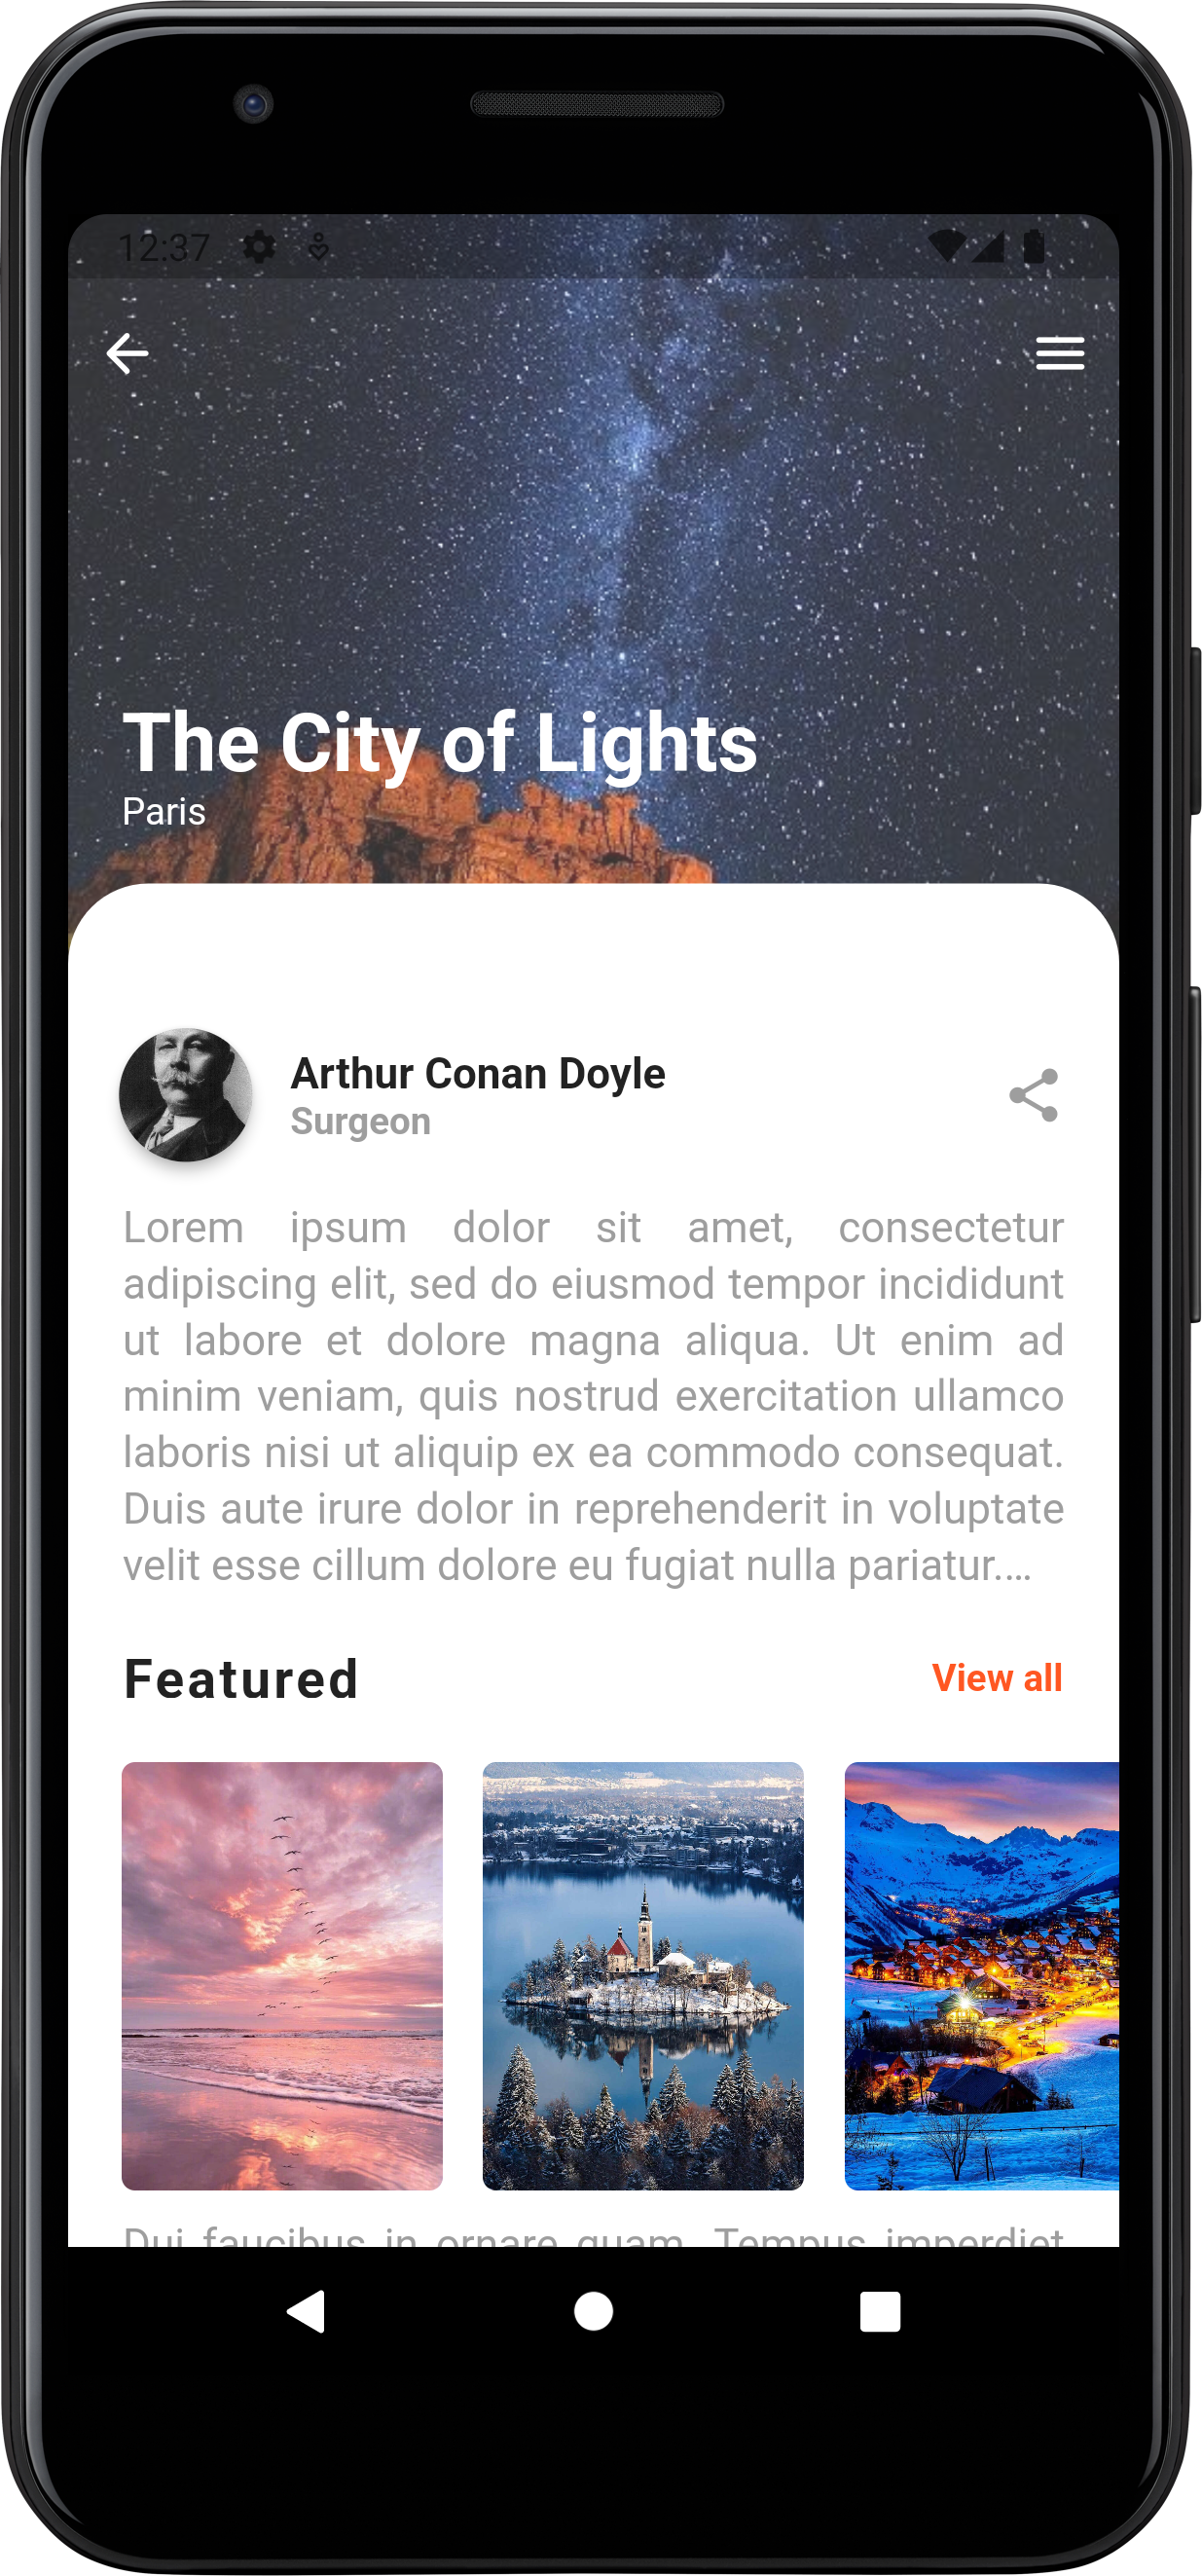 12:37
The City of Lights
Paris
Arthur Conan Doyle
Surgeon
Lorem ipsum dolor sit amet, consectetur
adipiscing elit, sed do eiusmod tempor incididunt
ut labore et dolore magna aliqua. Ut enim ad
minim veniam, quis nostrud exercitation ullamco
laboris nisi ut aliquip ex ea commodo consequat.
Duis aute irure dolor in reprehenderit in voluptate
velit esse cillum dolore eu fugiat nulla pariatur.…
Featured
View all
Dui faucibus in ornare quam. Tempus imperdiet